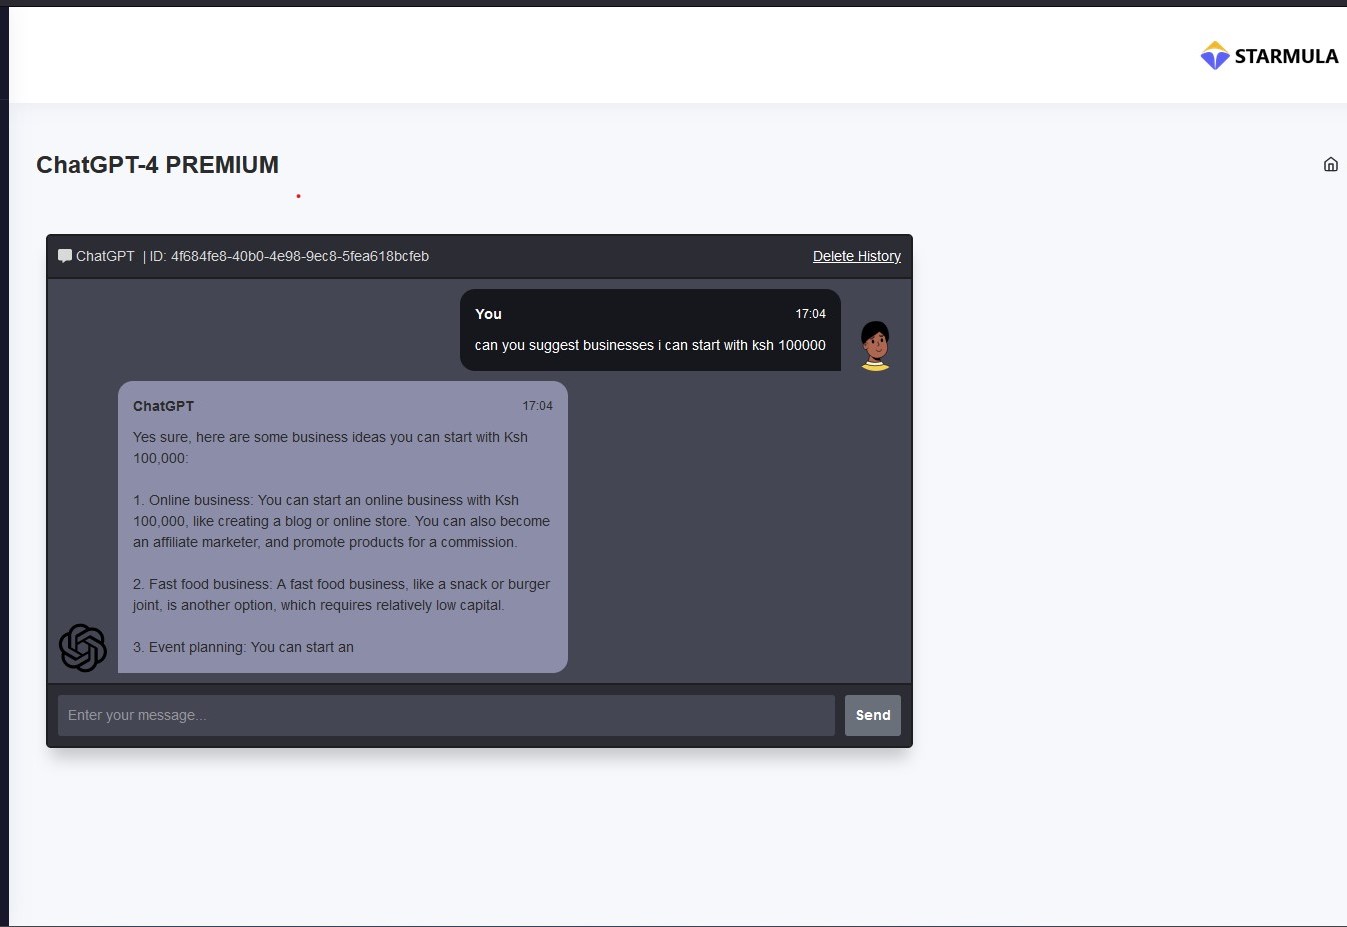 STARMULA
ChatGPT-4 PREMIUM
ChatGPT | ID: 4f684fe8-40b0-4e98-9ec8-5fea618bcfeb
Delete History
You
17:04
can you suggest businesses i can start with ksh 100000
ChatGPT
17:04
Yes sure, here are some business ideas you can start with Ksh
100,000:
1. Online business: You can start an online business with Ksh
100,000, like creating a blog or online store. You can also become
an affiliate marketer, and promote products for a commission.
2. Fast food business: A fast food business, like a snack or burger
joint, is another option, which requires relatively low capital.
3. Event planning: You can start an
Enter your message...
Send